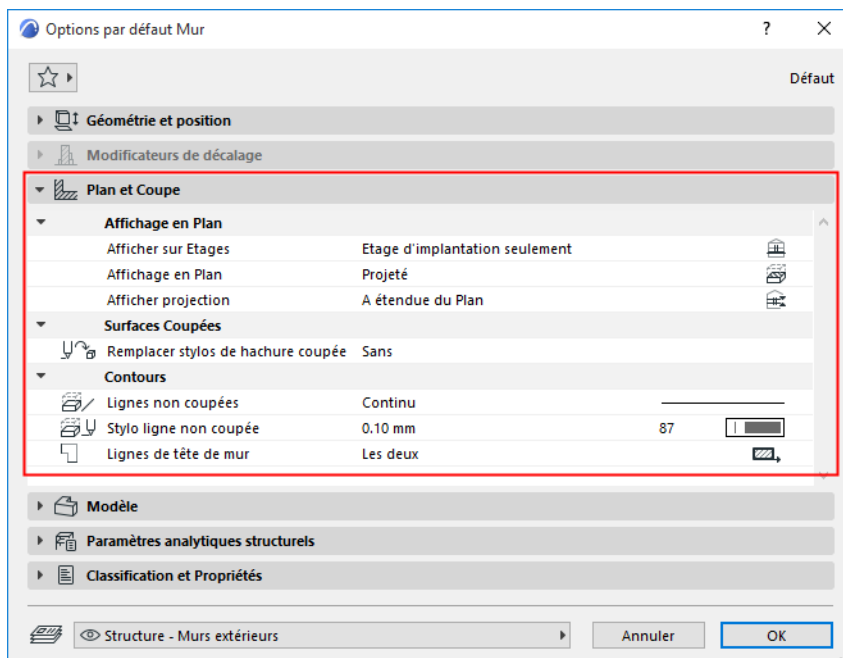 Options par défaut Mur
?
Défaut
Géométrie et position
Modificateurs de décalage
Plan et Coupe
Affichage en Plan
Afficher sur Etages Etage d'implantation seulement
Affichage en Plan Projeté
Afficher projection A étendue du Plan
Surfaces Coupées
Remplacer stylos de hachure coupée Sans
Contours
Lignes non coupées Continu
Stylo ligne non coupée 0.10 mm 87
Lignes de tête de mur Les deux
Modèle
Paramètres analytiques structurels
Classification et Propriétés
Structure - Murs extérieurs Annuler OK